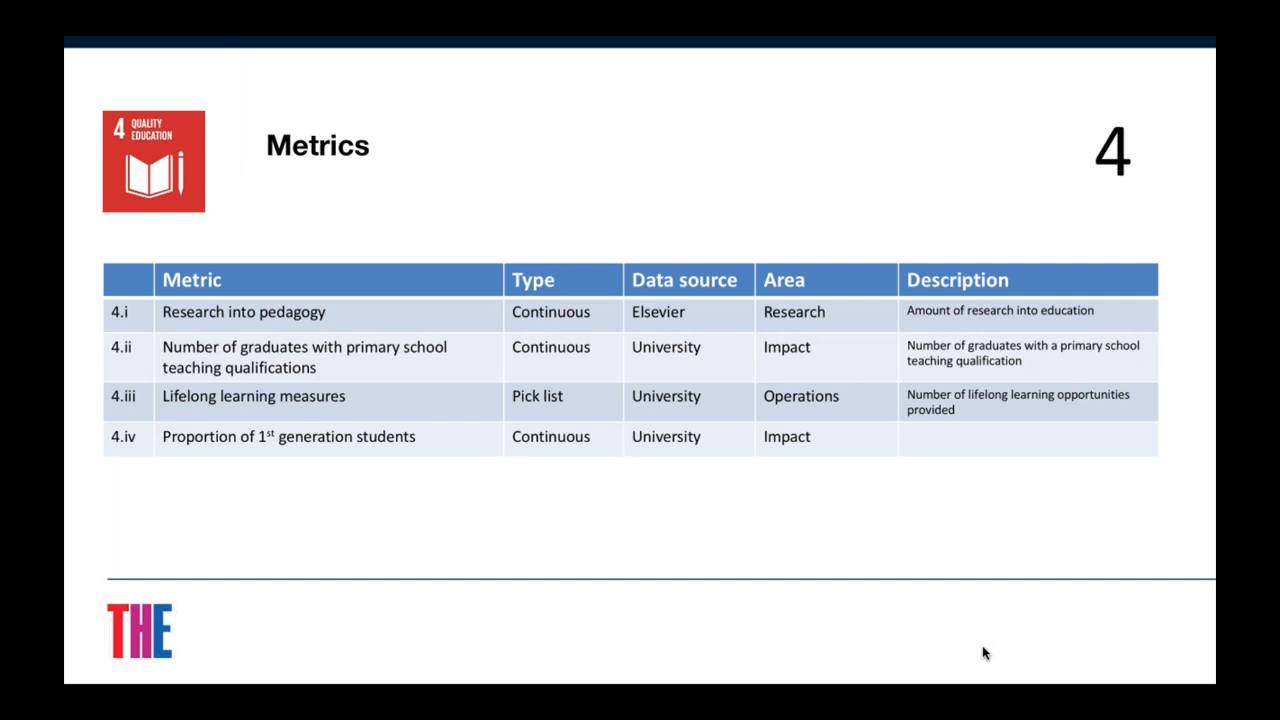 4 QUALITY
EDUCATION
Metrics
4
Metric Type Data source Area Description
4.i Research into pedagogy Continuous Elsevier Research Amount of research into education
4.ii Number of graduates with primary school teaching qualifications Continuous University Impact Number of graduates with a primary school teaching qualification
4.iii Lifelong learning measures Pick list University Operations Number of lifelong learning opportunities provided
4.iv Proportion of 1st generation students Continuous University Impact
THE